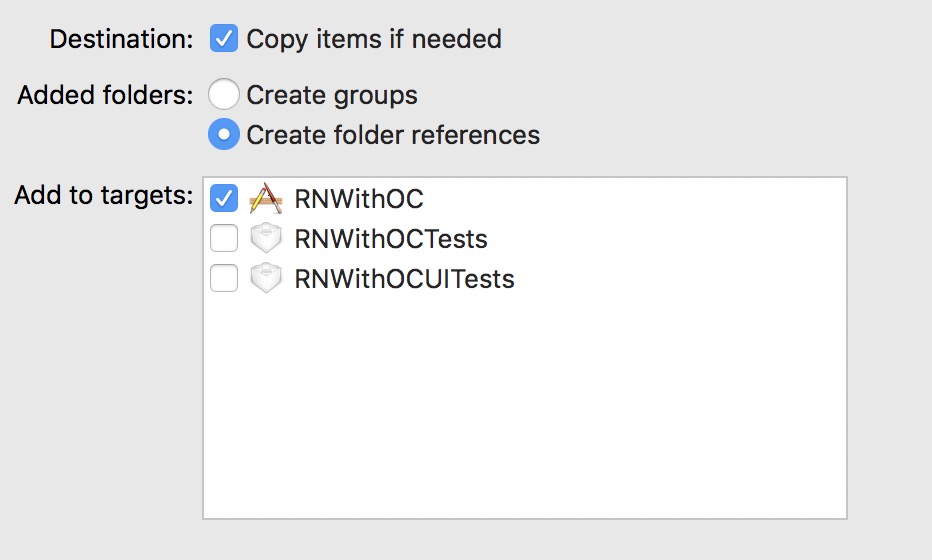 Destination: Copy items if needed
Added folders: Create groups
Create folder references
Add to targets: RNWithOC
RNWithOCTests
RNWithOCUITests